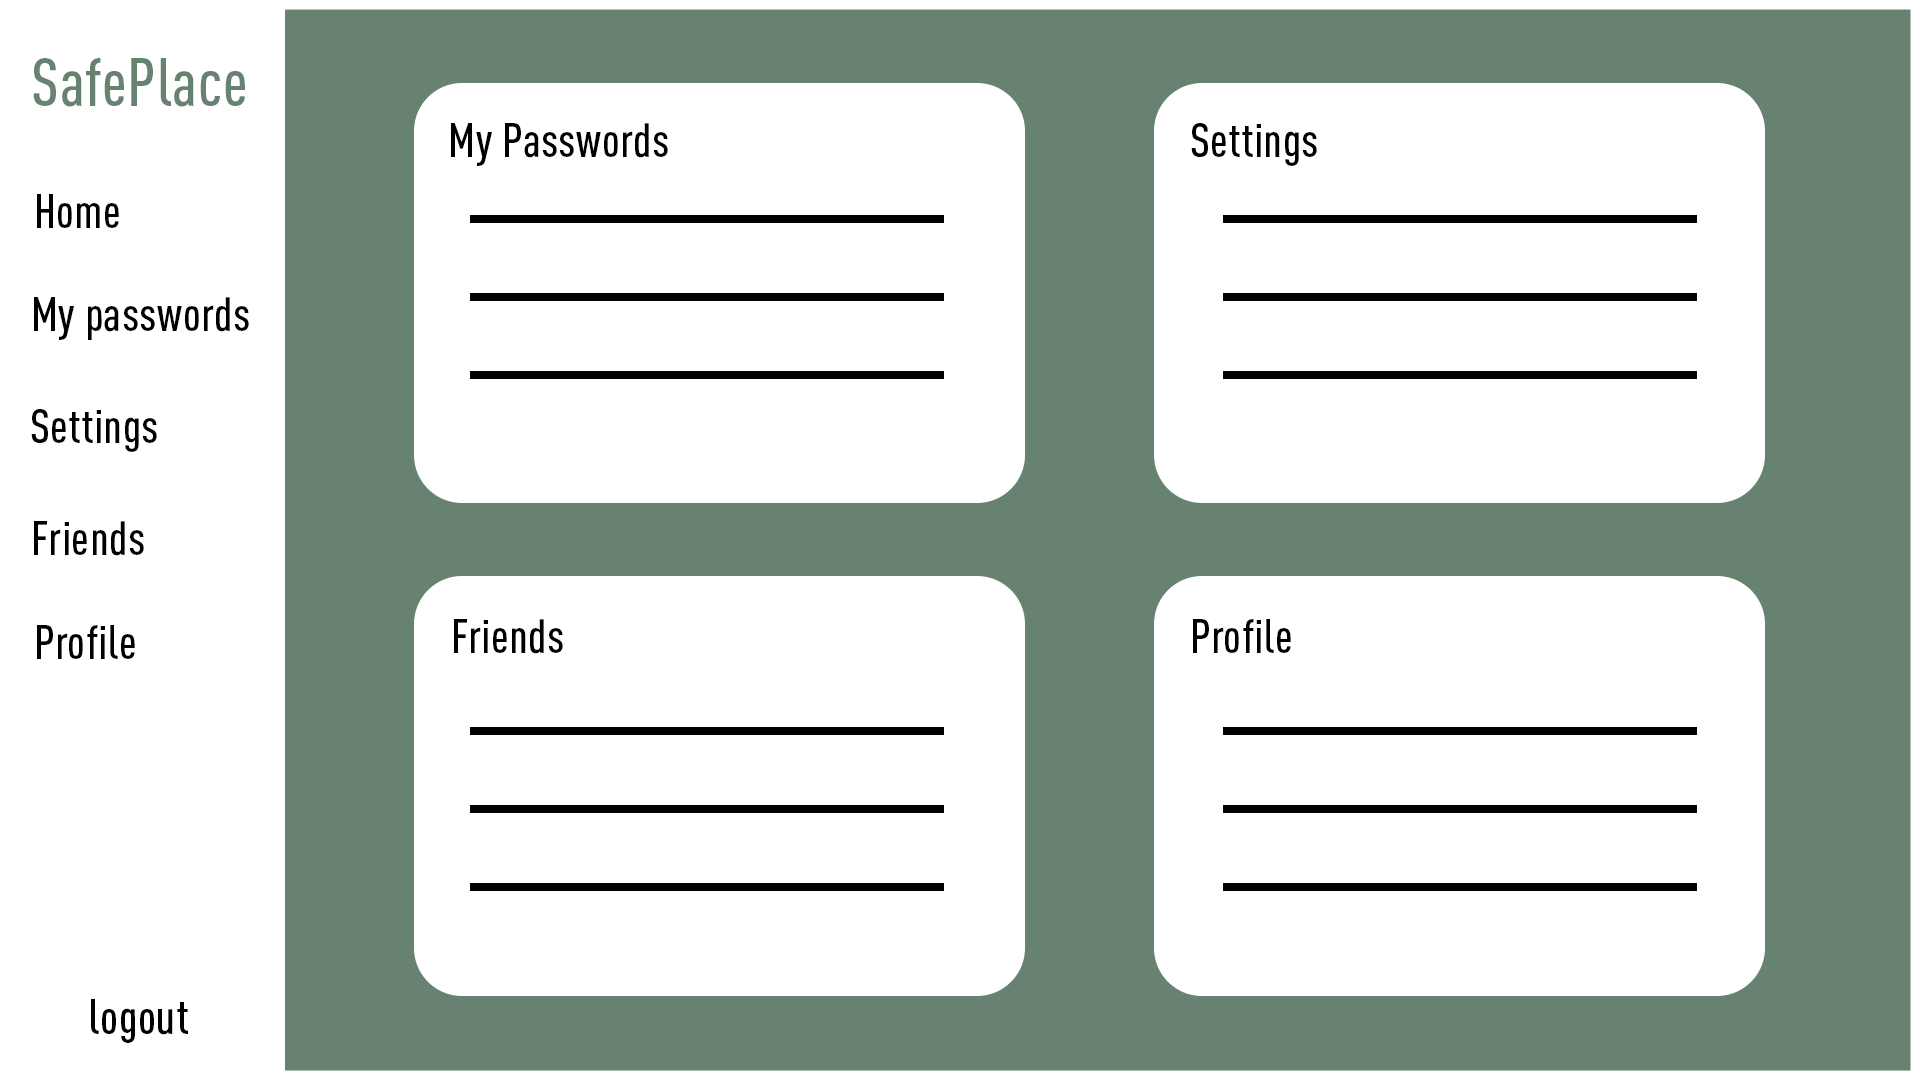 SafePlace
Home
My passwords
Settings
Friends
Profile
logout
My Passwords
Settings
Friends
Profile